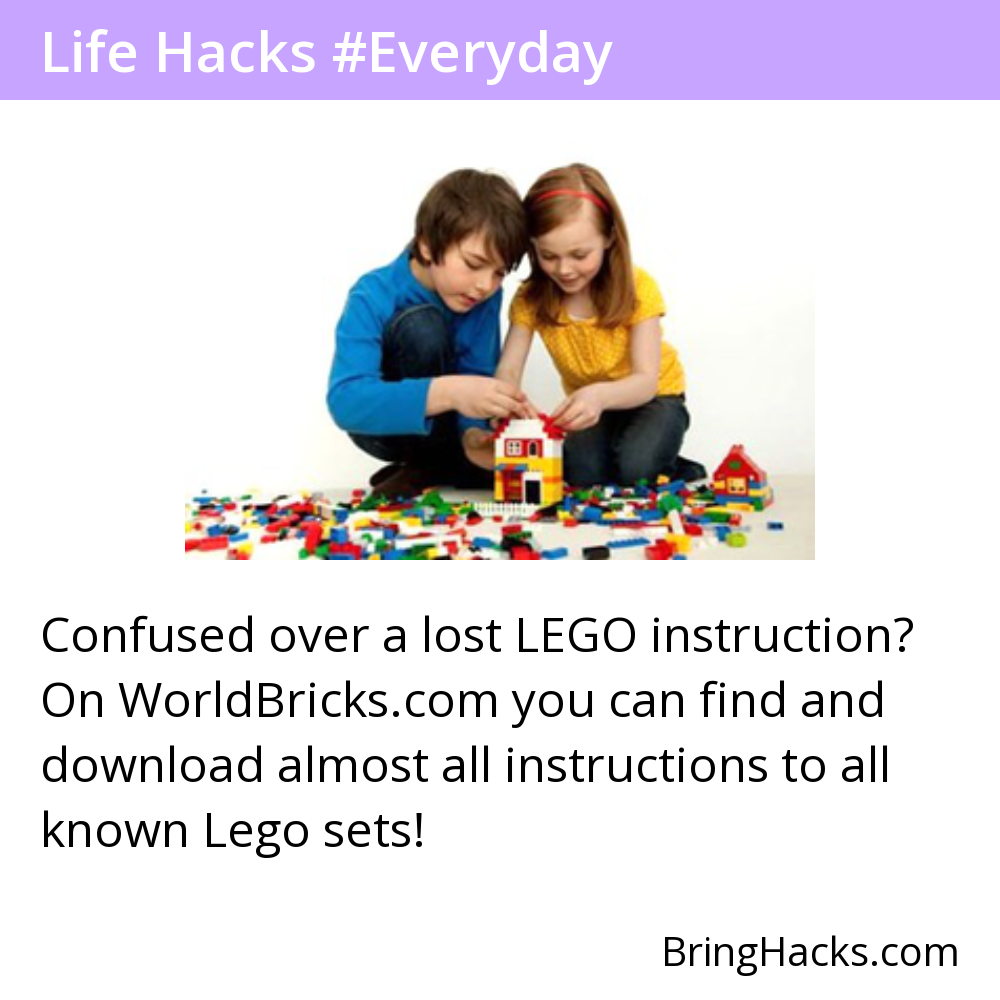 Life Hacks #Everyday
Confused over a lost LEGO instruction?
On WorldBricks.com you can find and
download almost all instructions to all
known Lego sets!
BringHacks.com